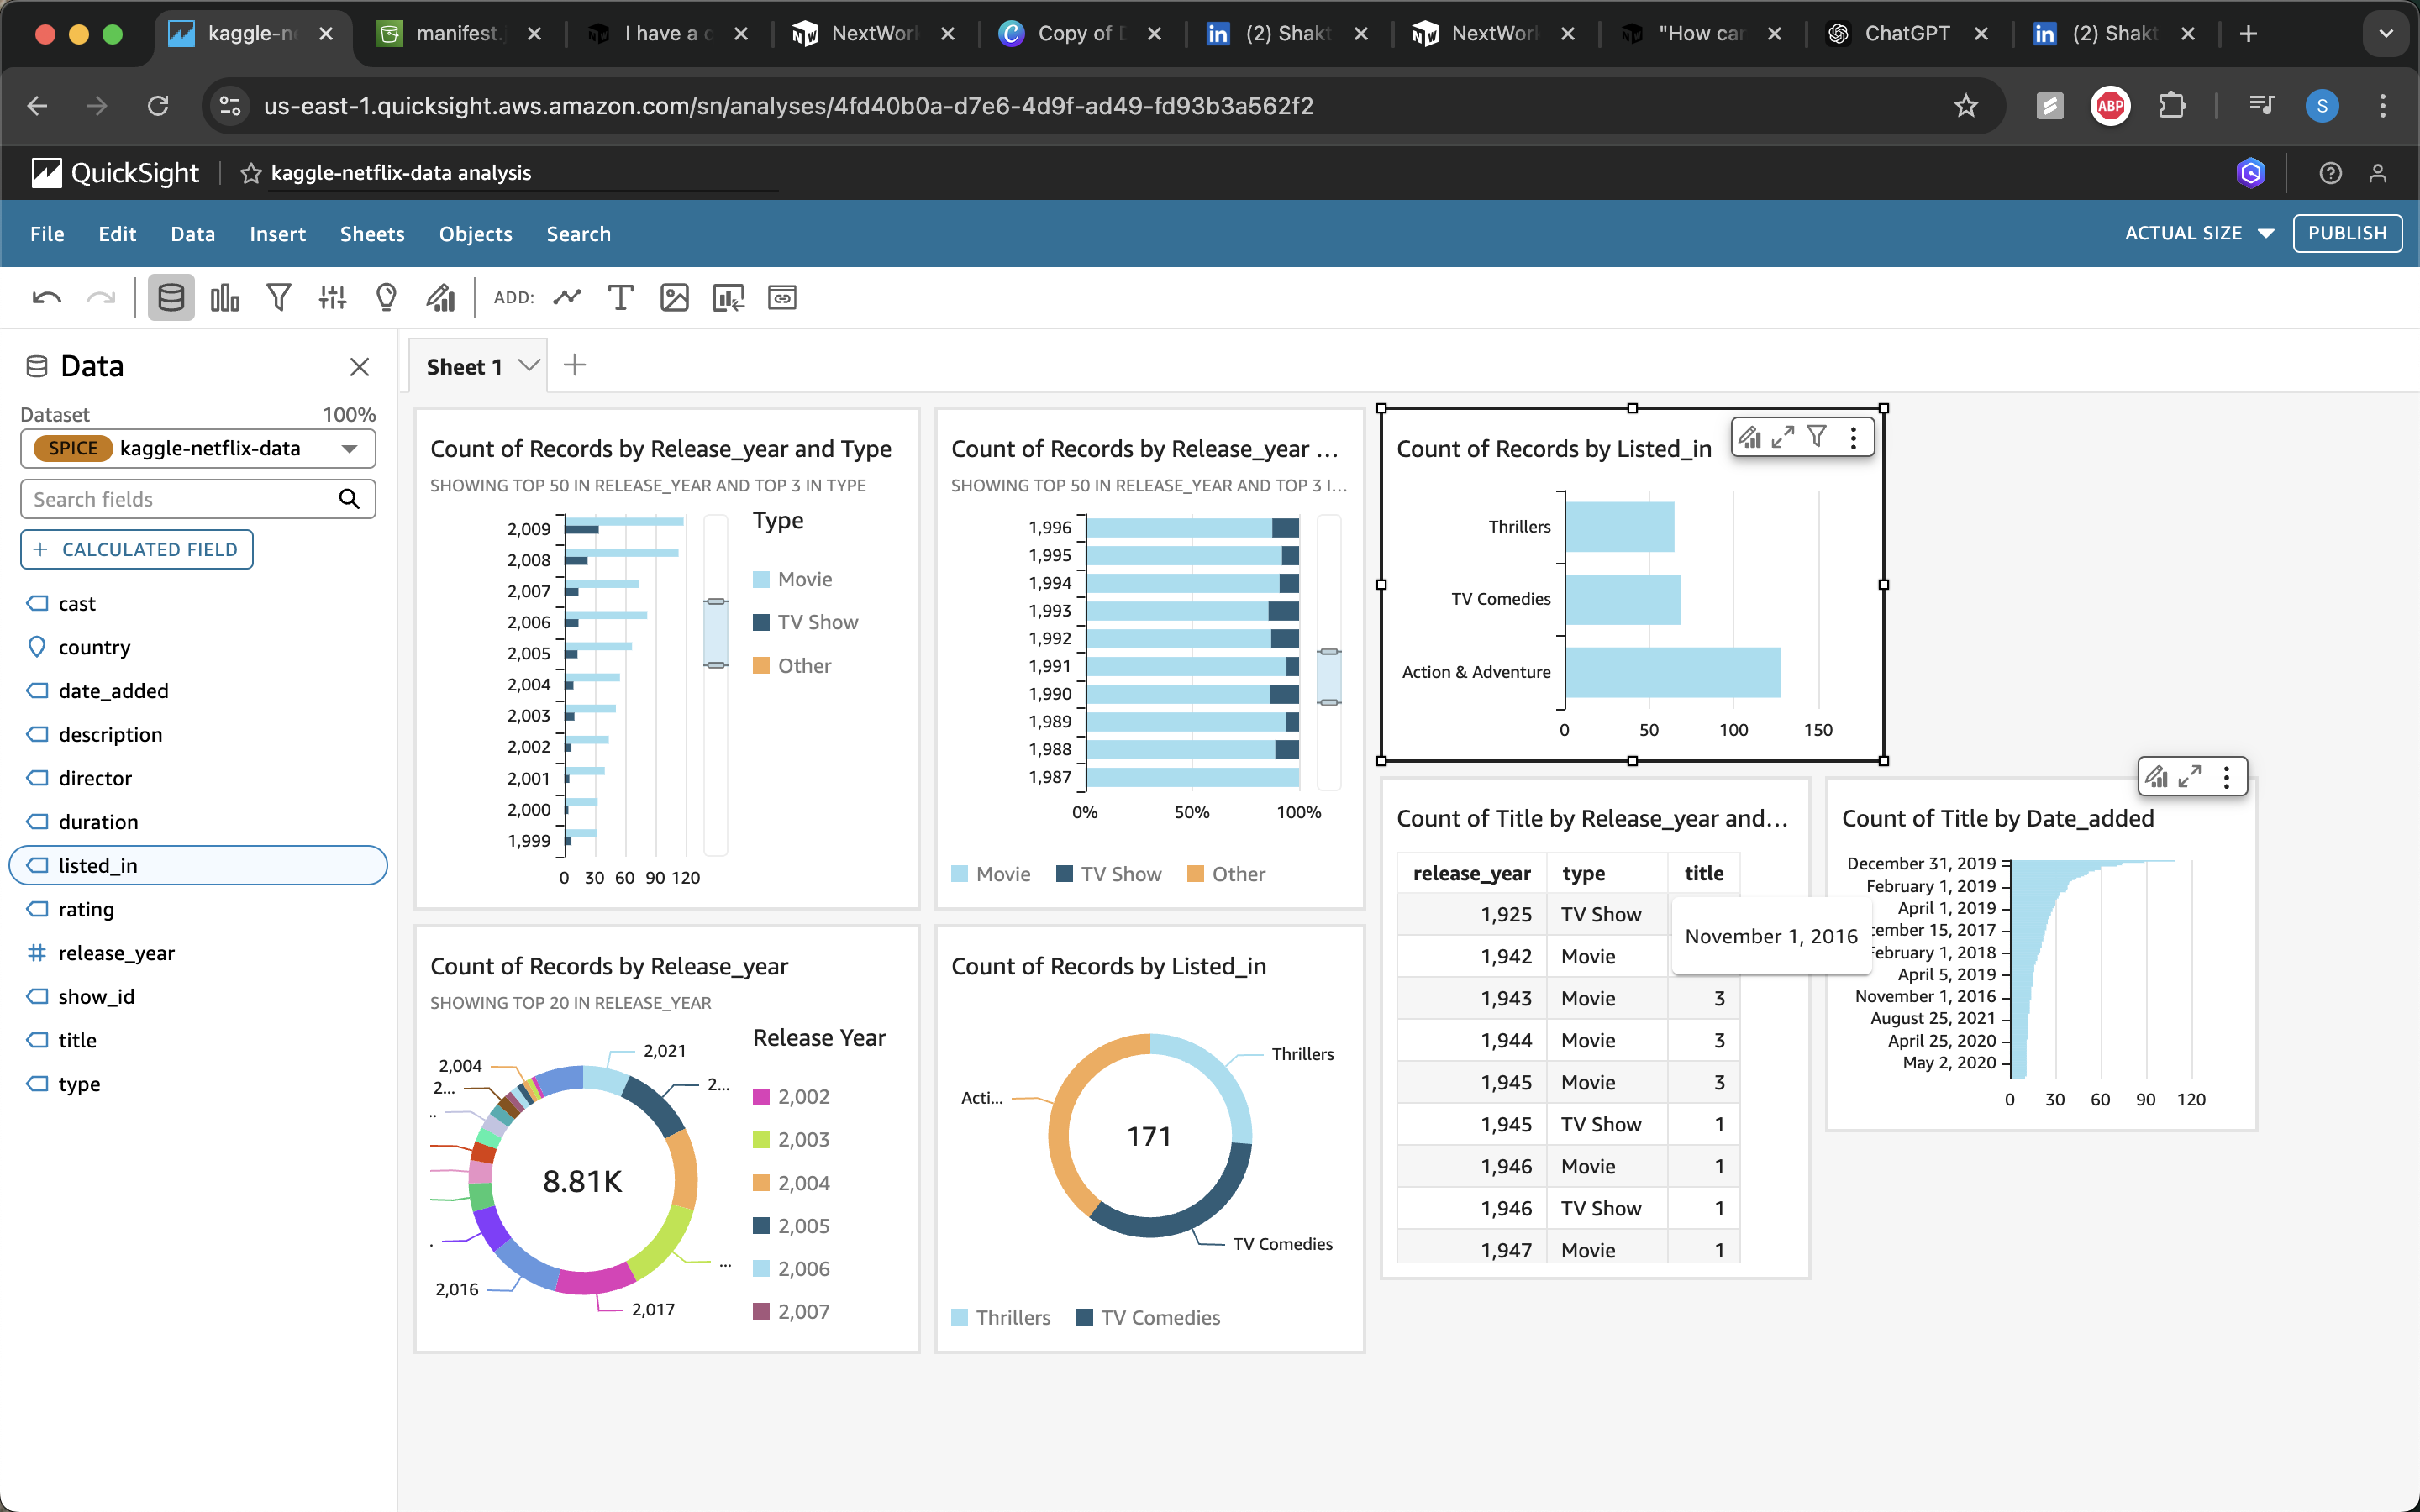 kaggle-n
manifest.j
I have a
NextWor
Copy of
(2) Shakt
NextWor
"How car
ChatGPT
(2) Shakt
us-east-1.quicksight.aws.amazon.com/sn/analyses/4fd40b0a-d7e6-4d9f-ad49-fd93b3a562f2
ABP
S
QuickSight
kaggle-netflix-data analysis
File Edit Data Insert Sheets Objects Search
ACTUAL SIZE
PUBLISH
ADD:
Data
Dataset 100%
SPICE kaggle-netflix-data
Search fields
+ CALCULATED FIELD
cast
country
date_added
description
director
duration
listed_in
rating
release_year
show_id
title
type
Sheet 1
Count of Records by Release_year and Type
SHOWING TOP 50 IN RELEASE_YEAR AND TOP 3 IN TYPE
2,009
2,008
2,007
2,006
2,005
2,004
2,003
2,002
2,001
2,000
1,999
0 30 60 90 120
Type
Movie
TV Show
Other
Count of Records by Release_year ...
SHOWING TOP 50 IN RELEASE_YEAR AND TOP 3 I...
1,996
1,995
1,994
1,993
1,992
1,991
1,990
1,989
1,988
1,987
0% 50% 100%
Movie TV Show Other
Count of Records by Listed_in
Thrillers
TV Comedies
Action & Adventure
0 50 100 150
Count of Records by Release_year
SHOWING TOP 20 IN RELEASE_YEAR
2,021
2,004
2...
2...
..
.
...
2,016
2,017
8.81K
Release Year
2,002
2,003
2,004
2,005
2,006
2,007
Count of Records by Listed_in
Thrillers
Acti...
171
TV Comedies
Thrillers TV Comedies
Count of Title by Release_year and...
release_year type title
1,925 TV Show
1,942 Movie
1,943 Movie 3
1,944 Movie 3
1,945 Movie 3
1,945 TV Show 1
1,946 Movie 1
1,946 TV Show 1
1,947 Movie 1
November 1, 2016
Count of Title by Date_added
December 31, 2019
February 1, 2019
April 1, 2019
cember 15, 2017
February 1, 2018
April 5, 2019
November 1, 2016
August 25, 2021
April 25, 2020
May 2, 2020
0 30 60 90 120